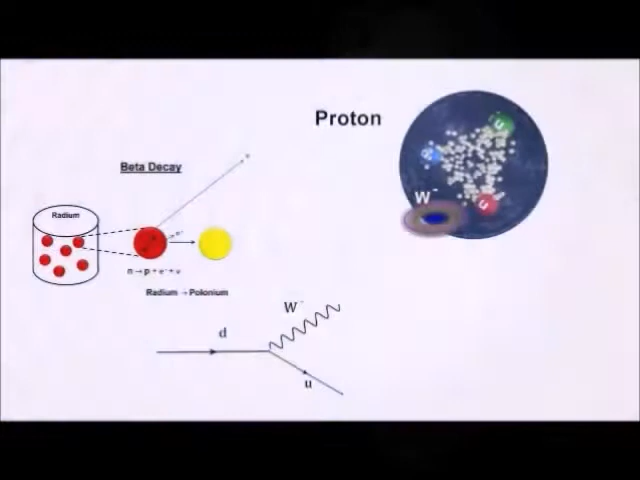 Proton
u
u
W⁻
Beta Decay
Radium
e⁻
n → p + e⁻ + ν
Radium → Polonium
W⁻
d
u